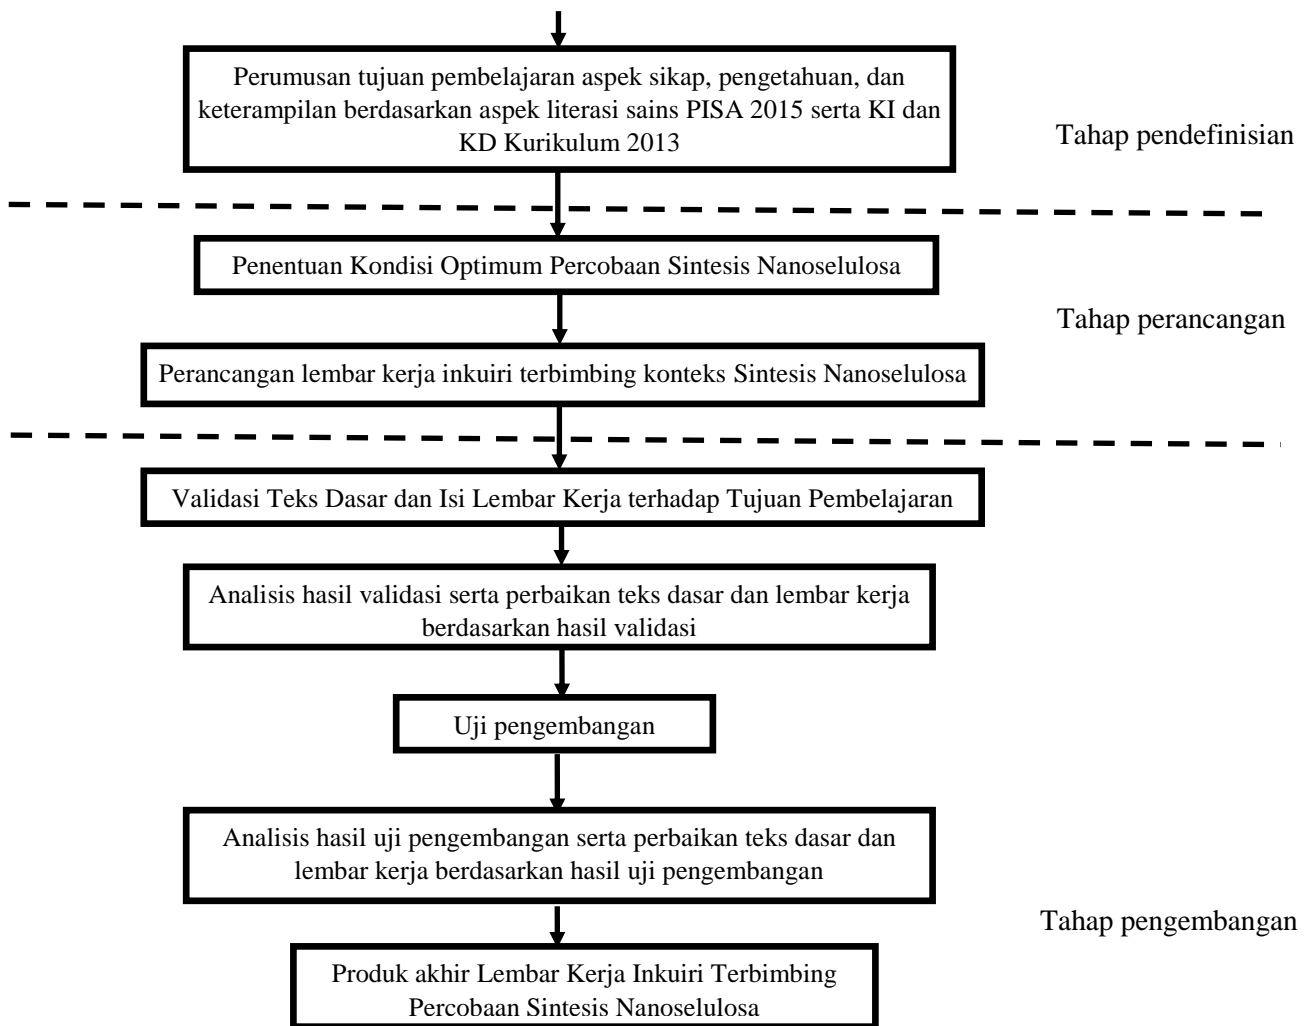 Perumusan tujuan pembelajaran aspek sikap, pengetahuan, dan
keterampilan berdasarkan aspek literasi sains PISA 2015 serta KI dan
KD Kurikulum 2013
Tahap pendefinisian
Penentuan Kondisi Optimum Percobaan Sintesis Nanoselulosa
Tahap perancangan
Perancangan lembar kerja inkuiri terbimbing konteks Sintesis Nanoselulosa
Validasi Teks Dasar dan Isi Lembar Kerja terhadap Tujuan Pembelajaran
Analisis hasil validasi serta perbaikan teks dasar dan lembar kerja
berdasarkan hasil validasi
Uji pengembangan
Analisis hasil uji pengembangan serta perbaikan teks dasar dan
lembar kerja berdasarkan hasil uji pengembangan
Tahap pengembangan
Produk akhir Lembar Kerja Inkuiri Terbimbing
Percobaan Sintesis Nanoselulosa